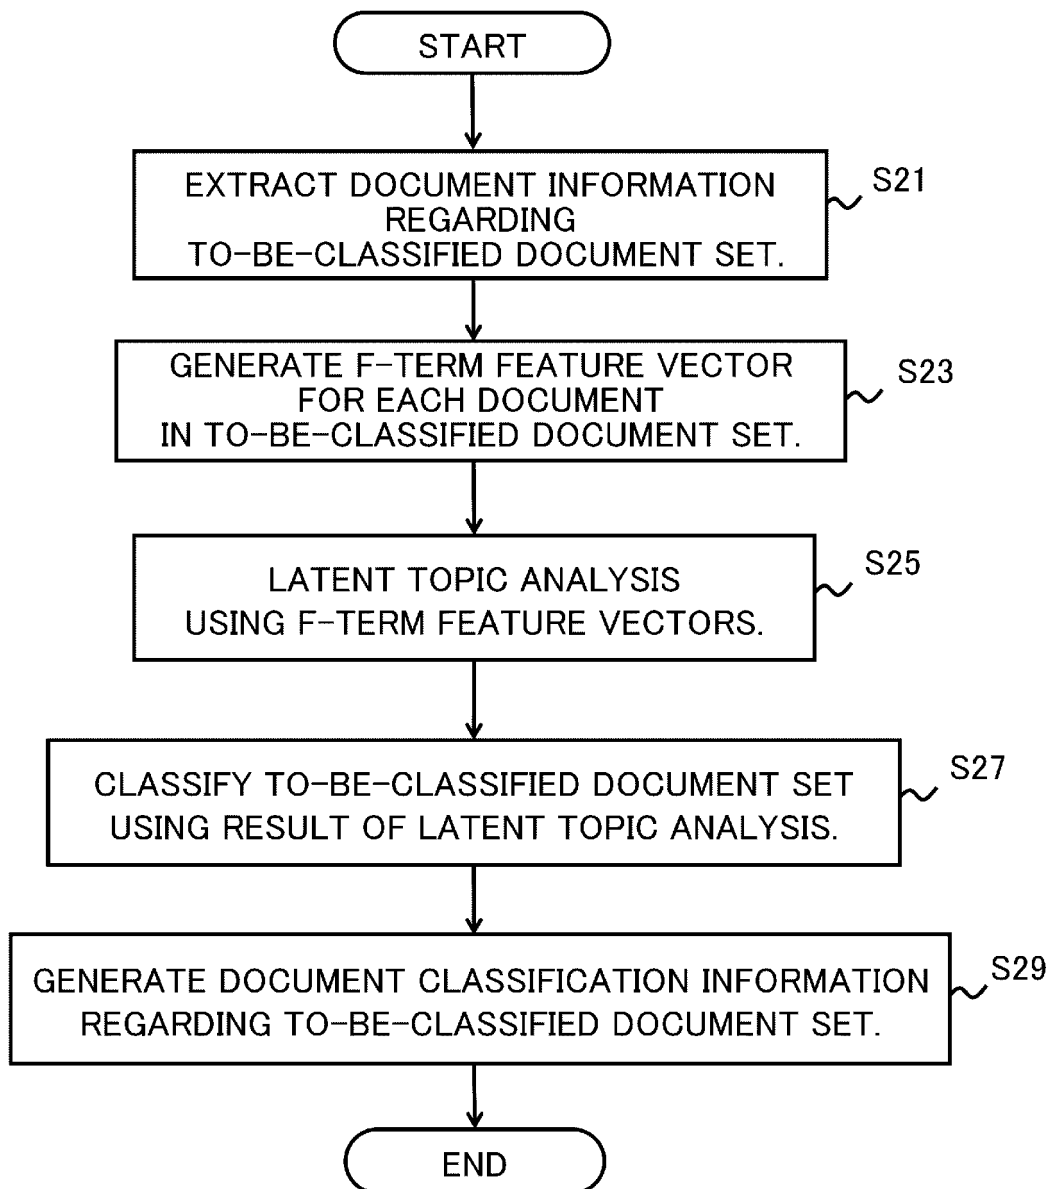 START
EXTRACT DOCUMENT INFORMATION
REGARDING
TO-BE-CLASSIFIED DOCUMENT SET.
S21
GENERATE F-TERM FEATURE VECTOR
FOR EACH DOCUMENT
IN TO-BE-CLASSIFIED DOCUMENT SET.
S23
LATENT TOPIC ANALYSIS
USING F-TERM FEATURE VECTORS.
S25
CLASSIFY TO-BE-CLASSIFIED DOCUMENT SET
USING RESULT OF LATENT TOPIC ANALYSIS.
S27
GENERATE DOCUMENT CLASSIFICATION INFORMATION
REGARDING TO-BE-CLASSIFIED DOCUMENT SET.
S29
END